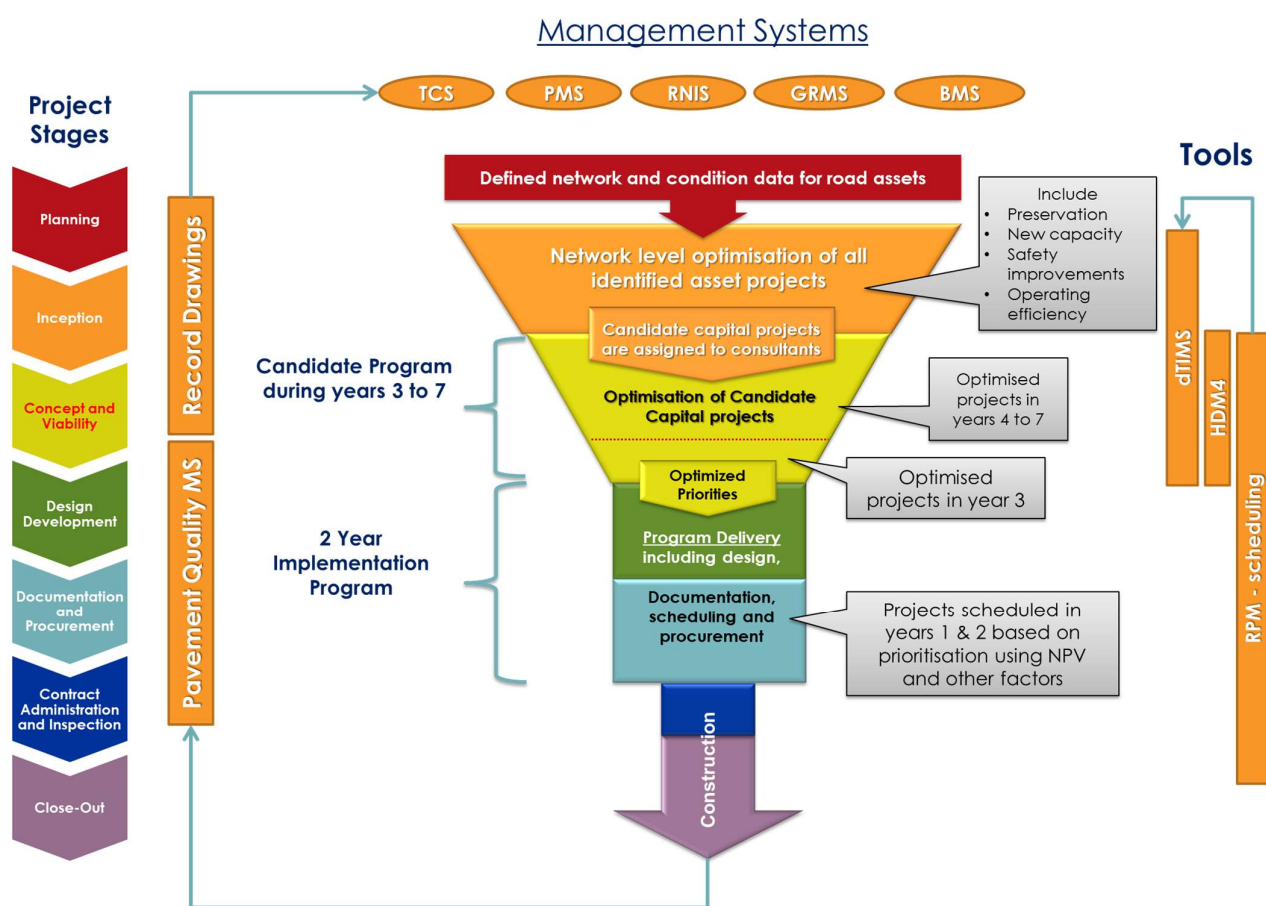 Management Systems
TCS
PMS
RNIS
GRMS
BMS
Project
Stages
Planning
Inception
Concept and
Viability
Design
Development
Documentation
and
Procurement
Contract
Administration
and Inspection
Close-Out
Record Drawings
Pavement Quality MS
Candidate Program
during years 3 to 7
2 Year
Implementation
Program
Defined network and condition data for road assets
Network level optimisation of all
identified asset projects
Candidate capital projects
are assigned to consultants
Optimisation of Candidate
Capital projects
Optimized
Priorities
Program Delivery
including design,
Documentation,
scheduling and
procurement
Construction
Include
• Preservation
• New capacity
• Safety
improvements
• Operating
efficiency
Optimised
projects in
years 4 to 7
Optimised
projects in year 3
Projects scheduled in
years 1 & 2 based on
prioritisation using NPV
and other factors
Tools
dTIMS
HDM4
RPM - scheduling